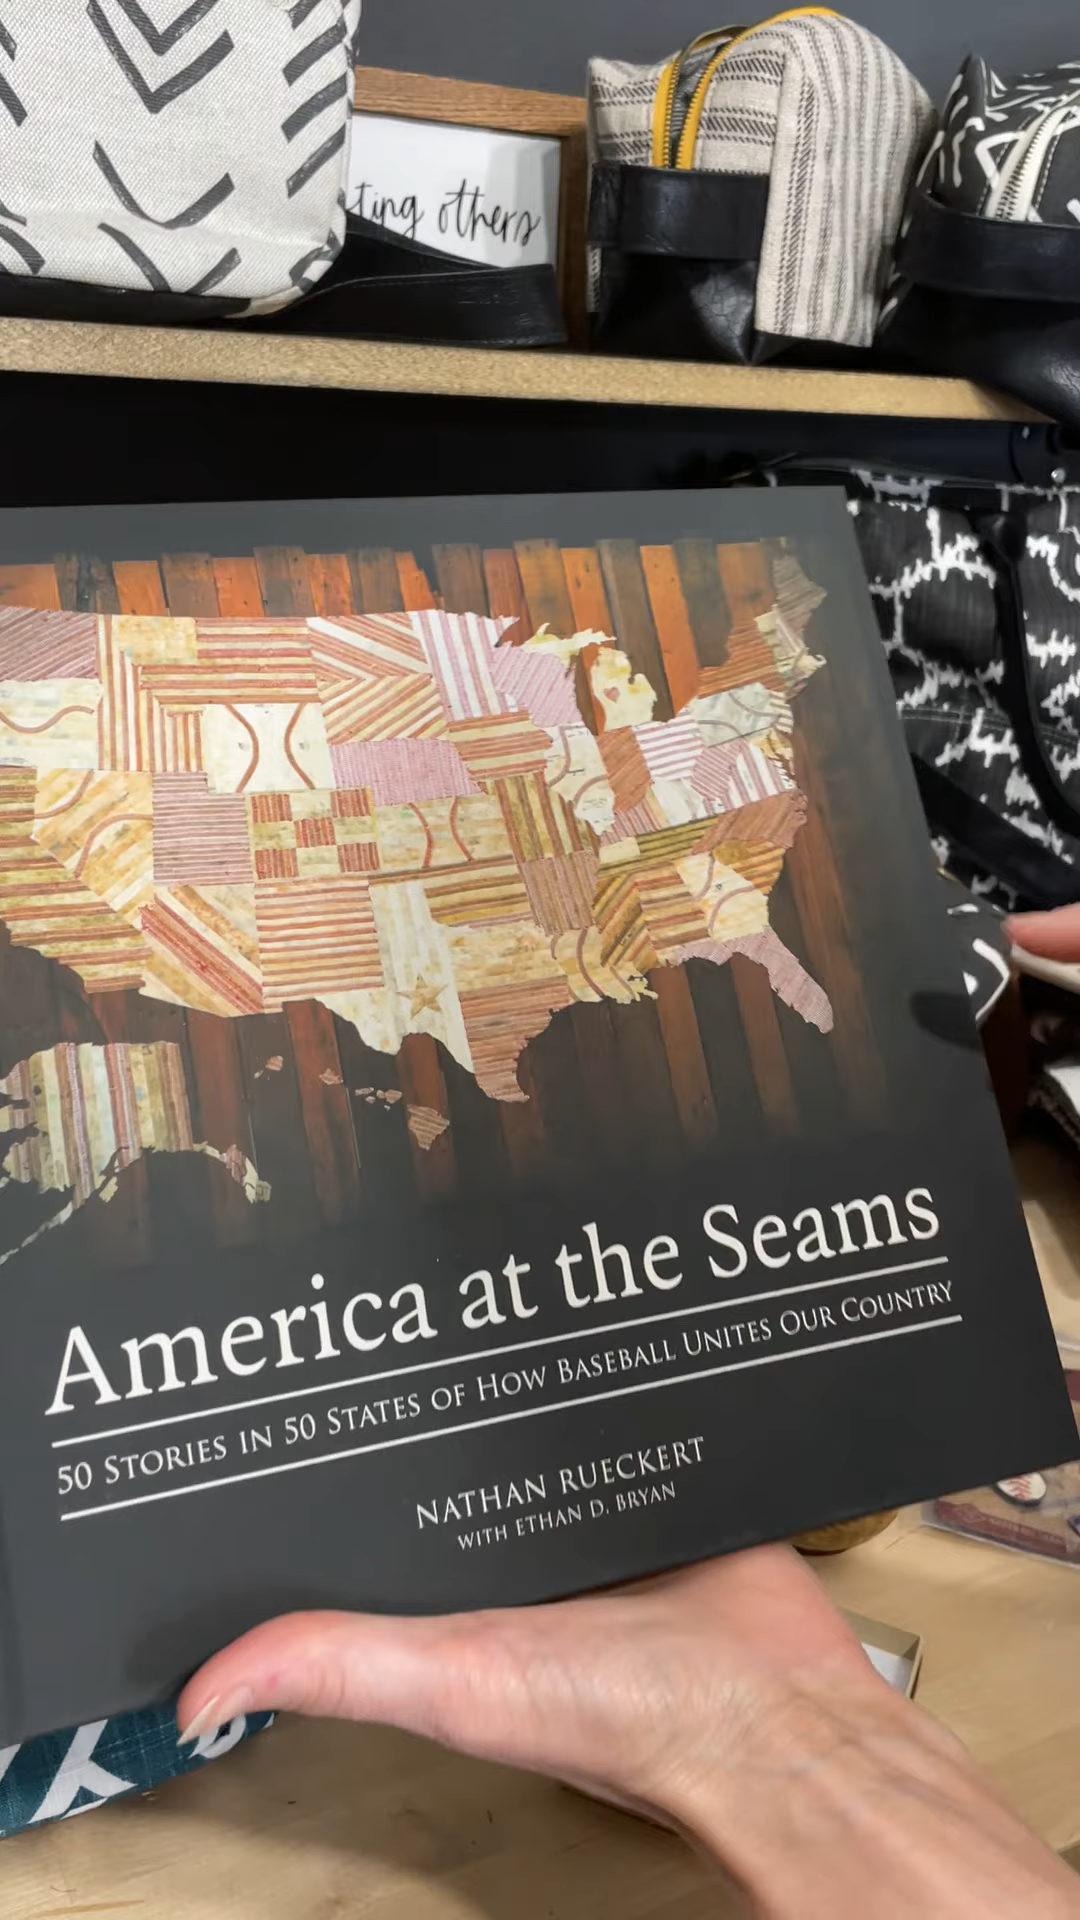 others
America at the Seams
50 STORIES IN 50 STATES OF HOW BASEBALL UNITES OUR COUNTRY
NATHAN RUECKERT
WITH ETHAN D. BRYAN